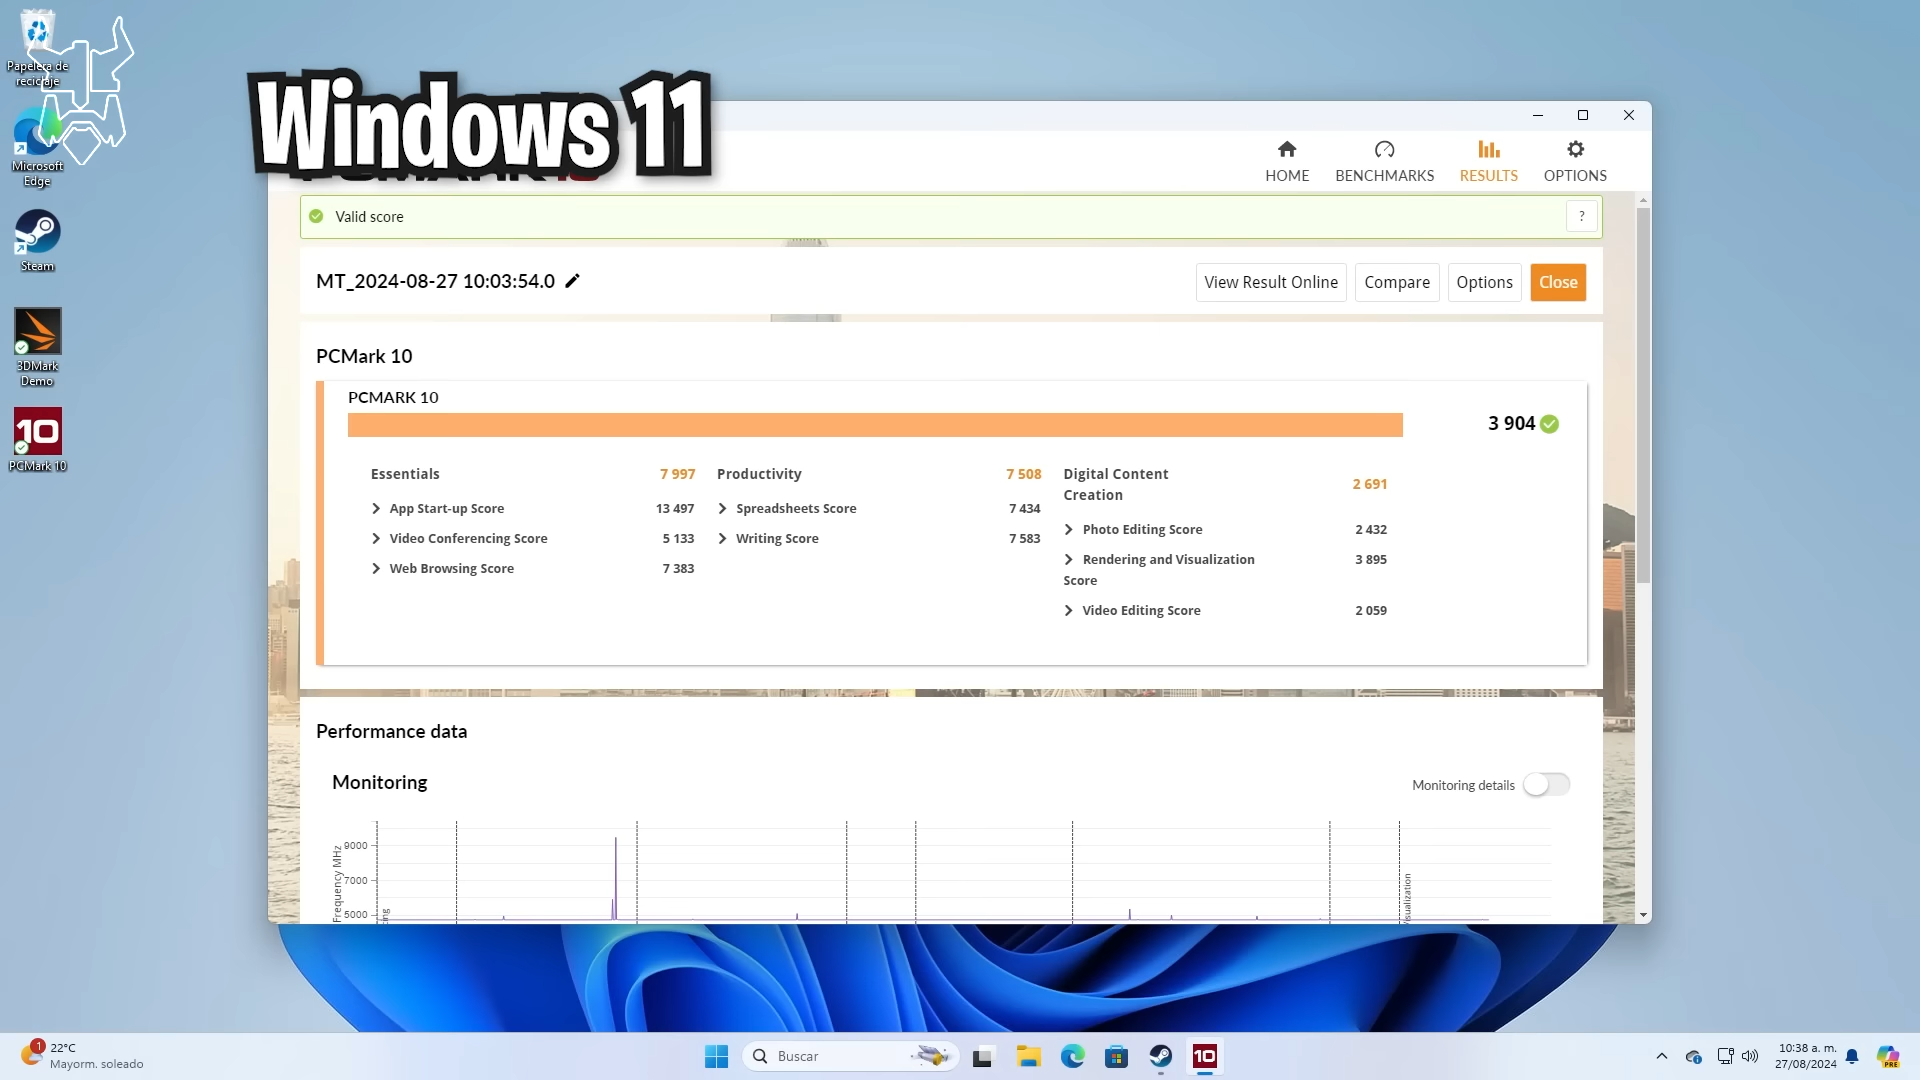 Papelera de
reciclaje
Microsoft
Edge
Steam
3DMark
Demo
10
PCMark 10
Windows 11
HOME
BENCHMARKS
RESULTS
OPTIONS
Valid score
?
MT_2024-08-27 10:03:54.0
View Result Online
Compare
Options
Close
PCMark 10
PCMARK 10
3 904
Essentials 7 997
App Start-up Score 13 497
Video Conferencing Score 5 133
Web Browsing Score 7 383
Productivity 7 508
Spreadsheets Score 7 434
Writing Score 7 583
Digital Content
Creation
2 691
Photo Editing Score 2 432
Rendering and Visualization 3 895
Score
Video Editing Score 2 059
Performance data
Monitoring
Monitoring details
Frequency MHz
9000
7000
5000
1
22°C
Mayorm. soleado
Buscar
10
10:38 a. m.
27/08/2024
PRE